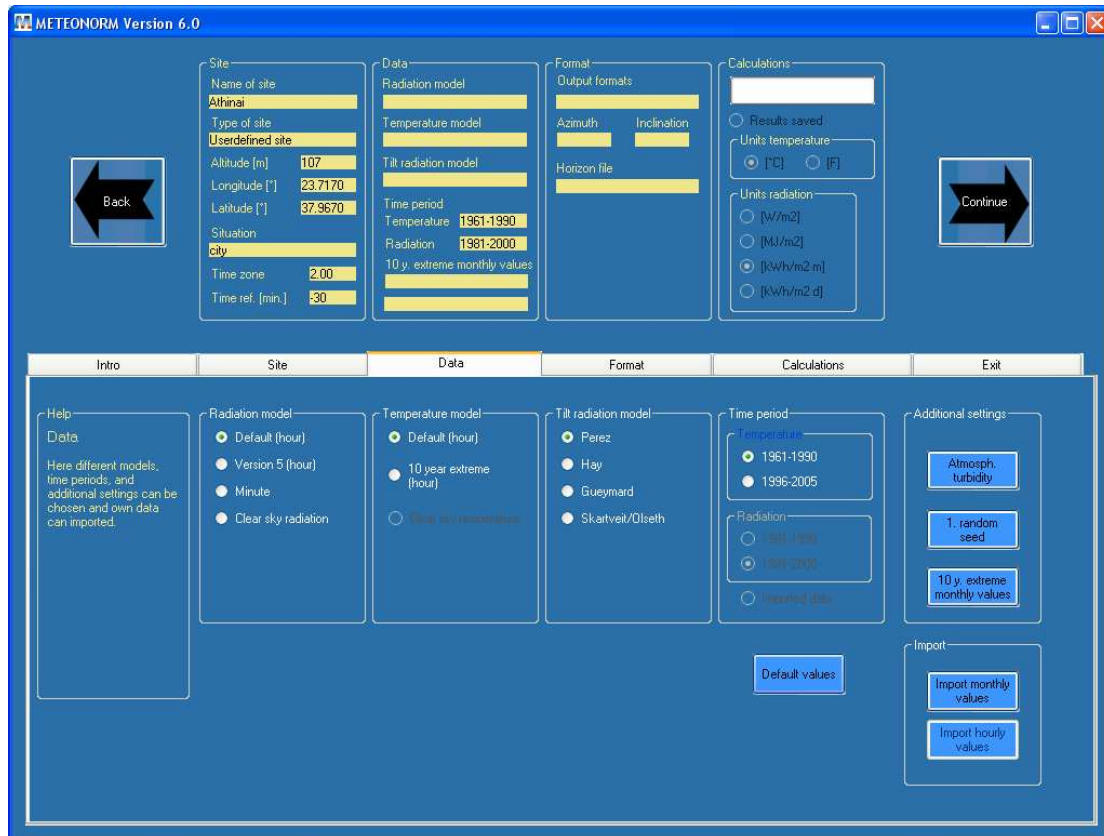 METEONORM Version 6.0
Back
Site
Name of site
Athinai
Type of site
Userdefined site
Altitude [m] 107
Longitude [°] 23.7170
Latitude [°] 37.9670
Situation
city
Time zone 2.00
Time ref. [min.] -30
Data
Radiation model
Temperature model
Tilt radiation model
Time period
Temperature 1961-1990
Radiation 1981-2000
10 y. extreme monthly values
Format
Output formats
Azimuth Inclination
Horizon file
Calculations
Results saved
Units temperature
[°C] [F]
Units radiation
[W/m2]
[MJ/m2]
[kWh/m2 m]
[kWh/m2 d]
Continue
Intro Site Data Format Calculations Exit
Help
Data
Here different models,
time periods, and
additional settings can be
chosen and own data
can imported.
Radiation model
Default (hour)
Version 5 (hour)
Minute
Clear sky radiation
Temperature model
Default (hour)
10 year extreme
(hour)
Clear sky temperature
Tilt radiation model
Perez
Hay
Gueymard
Skartveit/Olseth
Time period
Temperature
1961-1990
1996-2005
Radiation
1981-1990
1981-2000
Imported data
Default values
Additional settings
Atmosph.
turbidity
1. random
seed
10 y. extreme
monthly values
Import
Import monthly
values
Import hourly
values